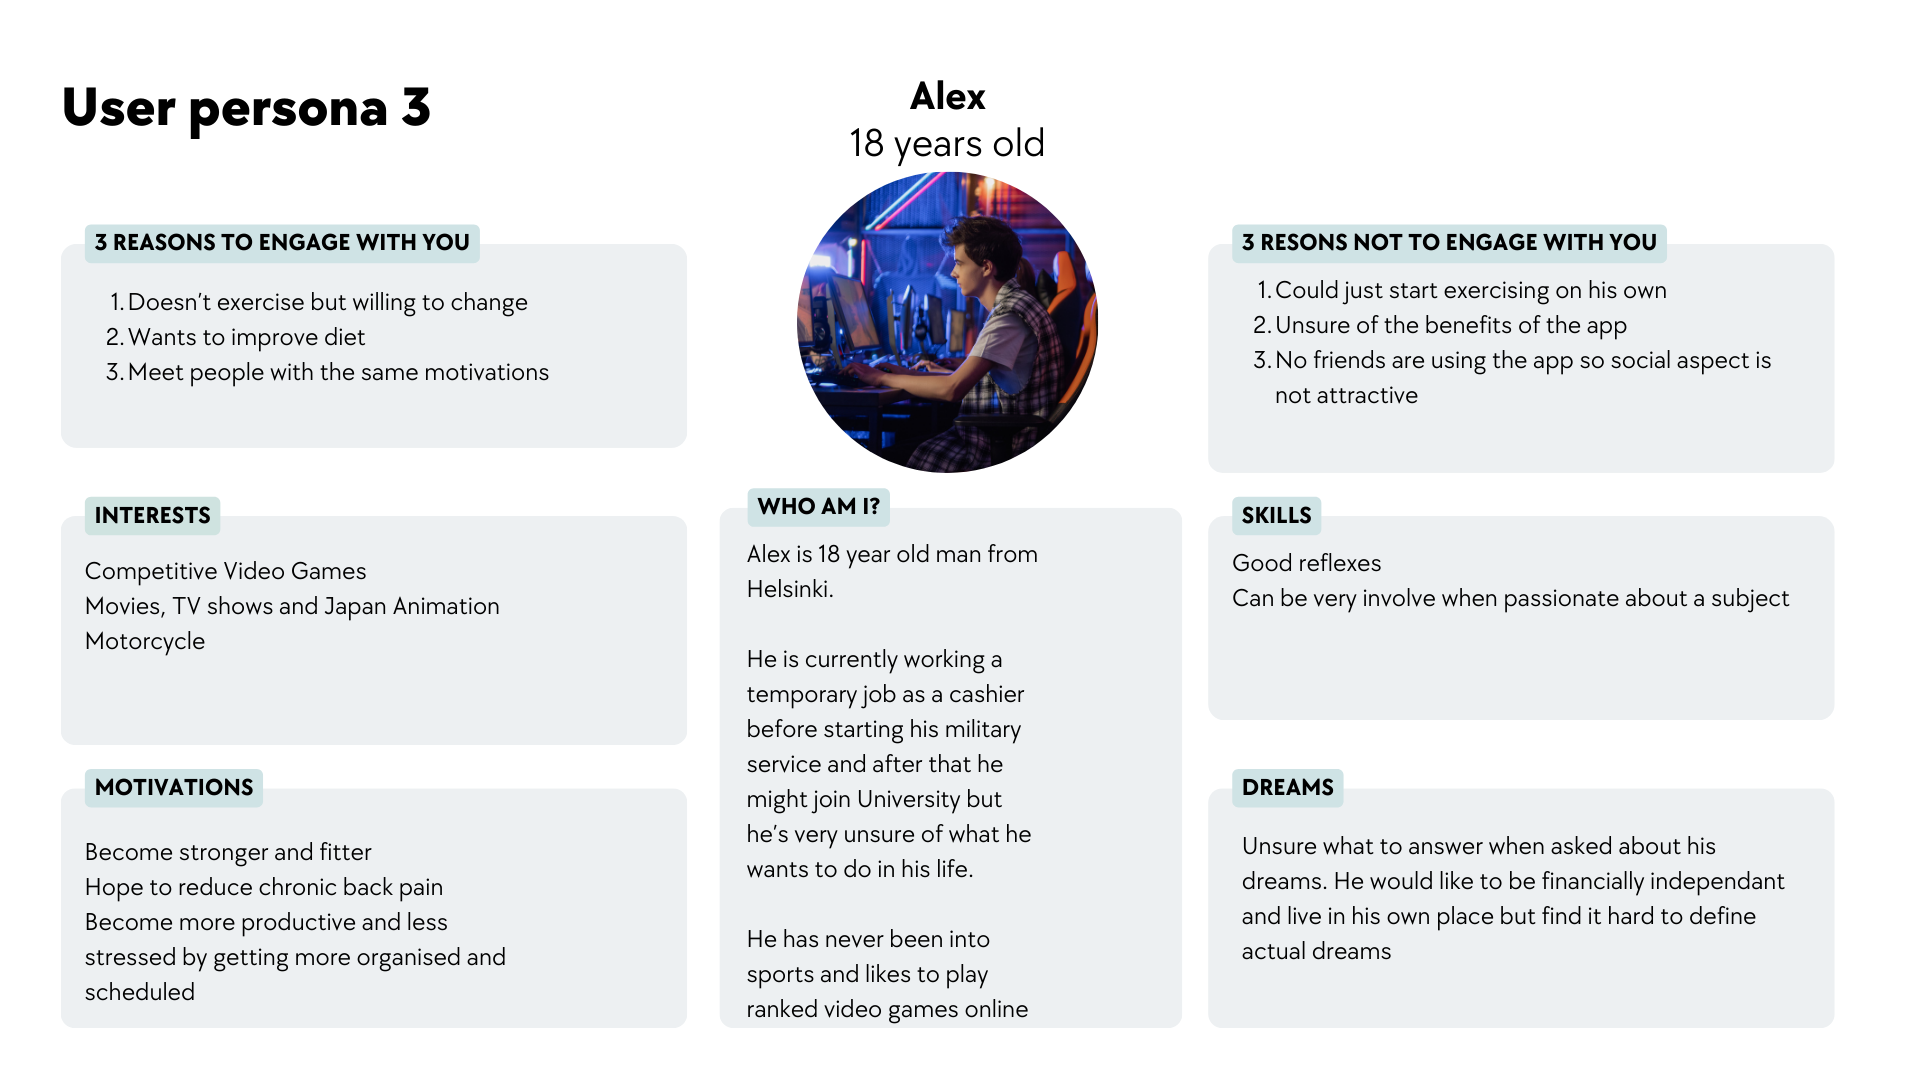 User persona 3
Alex
18 years old
3 REASONS TO ENGAGE WITH YOU
1. Doesn't exercise but willing to change
2. Wants to improve diet
3. Meet people with the same motivations
3 RESONS NOT TO ENGAGE WITH YOU
1. Could just start exercising on his own
2. Unsure of the benefits of the app
3. No friends are using the app so social aspect is
not attractive
INTERESTS
Competitive Video Games
Movies, TV shows and Japan Animation
Motorcycle
WHO AM I?
Alex is 18 year old man from
Helsinki.
He is currently working a
temporary job as a cashier
before starting his military
service and after that he
might join University but
he's very unsure of what he
wants to do in his life.
He has never been into
sports and likes to play
ranked video games online
SKILLS
Good reflexes
Can be very involve when passionate about a subject
MOTIVATIONS
Become stronger and fitter
Hope to reduce chronic back pain
Become more productive and less
stressed by getting more organised and
scheduled
DREAMS
Unsure what to answer when asked about his
dreams. He would like to be financially independant
and live in his own place but find it hard to define
actual dreams